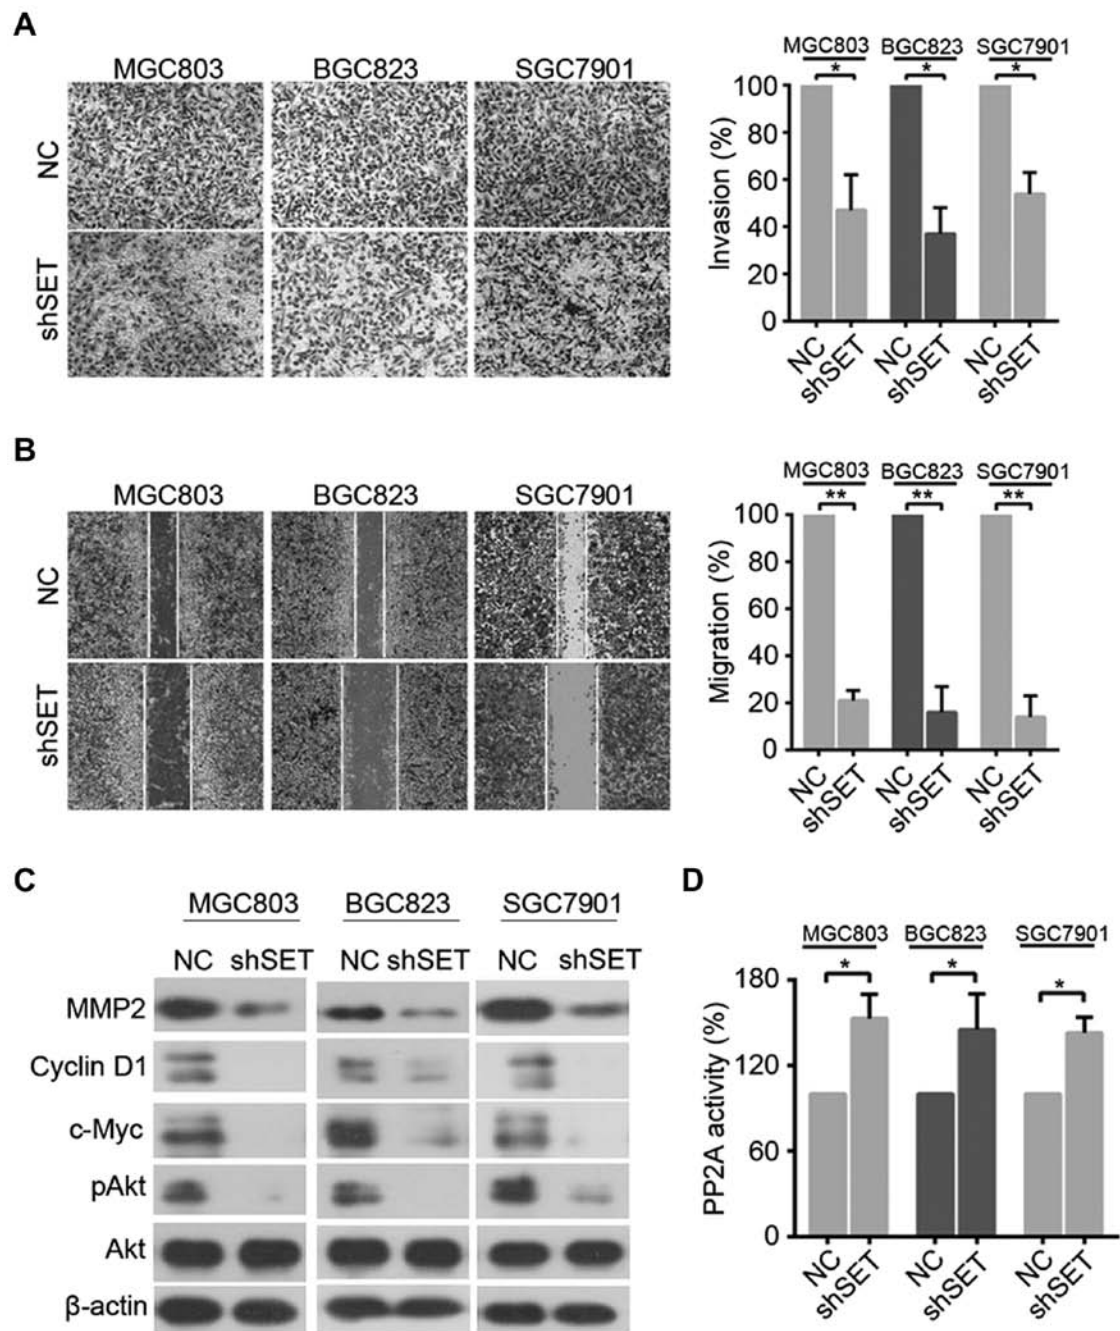 A
MGC803 BGC823 SGC7901
NC
shSET
MGC803 BGC823 SGC7901
* * *
Invasion (%)
100
80
60
40
20
0
NC shSET NC shSET NC shSET
B
MGC803 BGC823 SGC7901
NC
shSET
MGC803 BGC823 SGC7901
** ** **
Migration (%)
100
80
60
40
20
0
NC shSET NC shSET NC shSET
C
MGC803 BGC823 SGC7901
NC shSET NC shSET NC shSET
MMP2
Cyclin D1
c-Myc
pAkt
Akt
β-actin
D
MGC803 BGC823 SGC7901
* * *
PP2A activity (%)
180
120
60
0
NC shSET NC shSET NC shSET